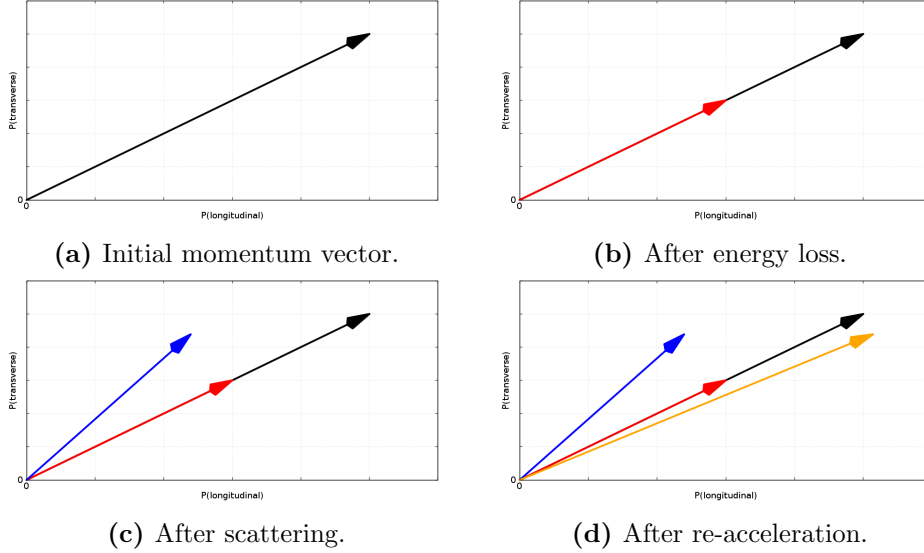 P(transverse)
0
0
P(longitudinal)
(a) Initial momentum vector.
P(transverse)
0
0
P(longitudinal)
(b) After energy loss.
P(transverse)
0
0
P(longitudinal)
(c) After scattering.
P(transverse)
0
0
P(longitudinal)
(d) After re-acceleration.